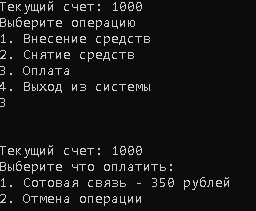 Текущий счет: 1000
Выберите операцию
1. Внесение средств
2. Снятие средств
3. Оплата
4. Выход из системы
3
Текущий счет: 1000
Выберите что оплатить:
1. Сотовая связь - 350 рублей
2. Отмена операции